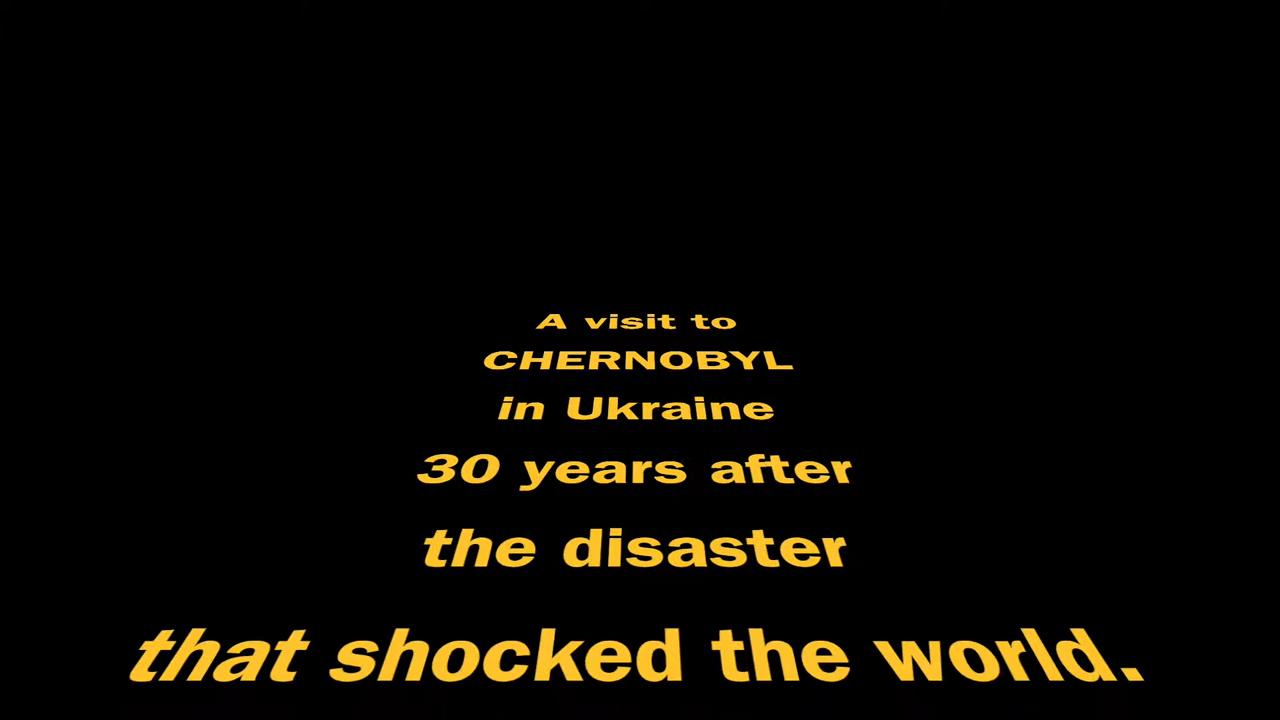 A visit to
CHERNOBYL
in Ukraine
30 years after
the disaster
that shocked the world.